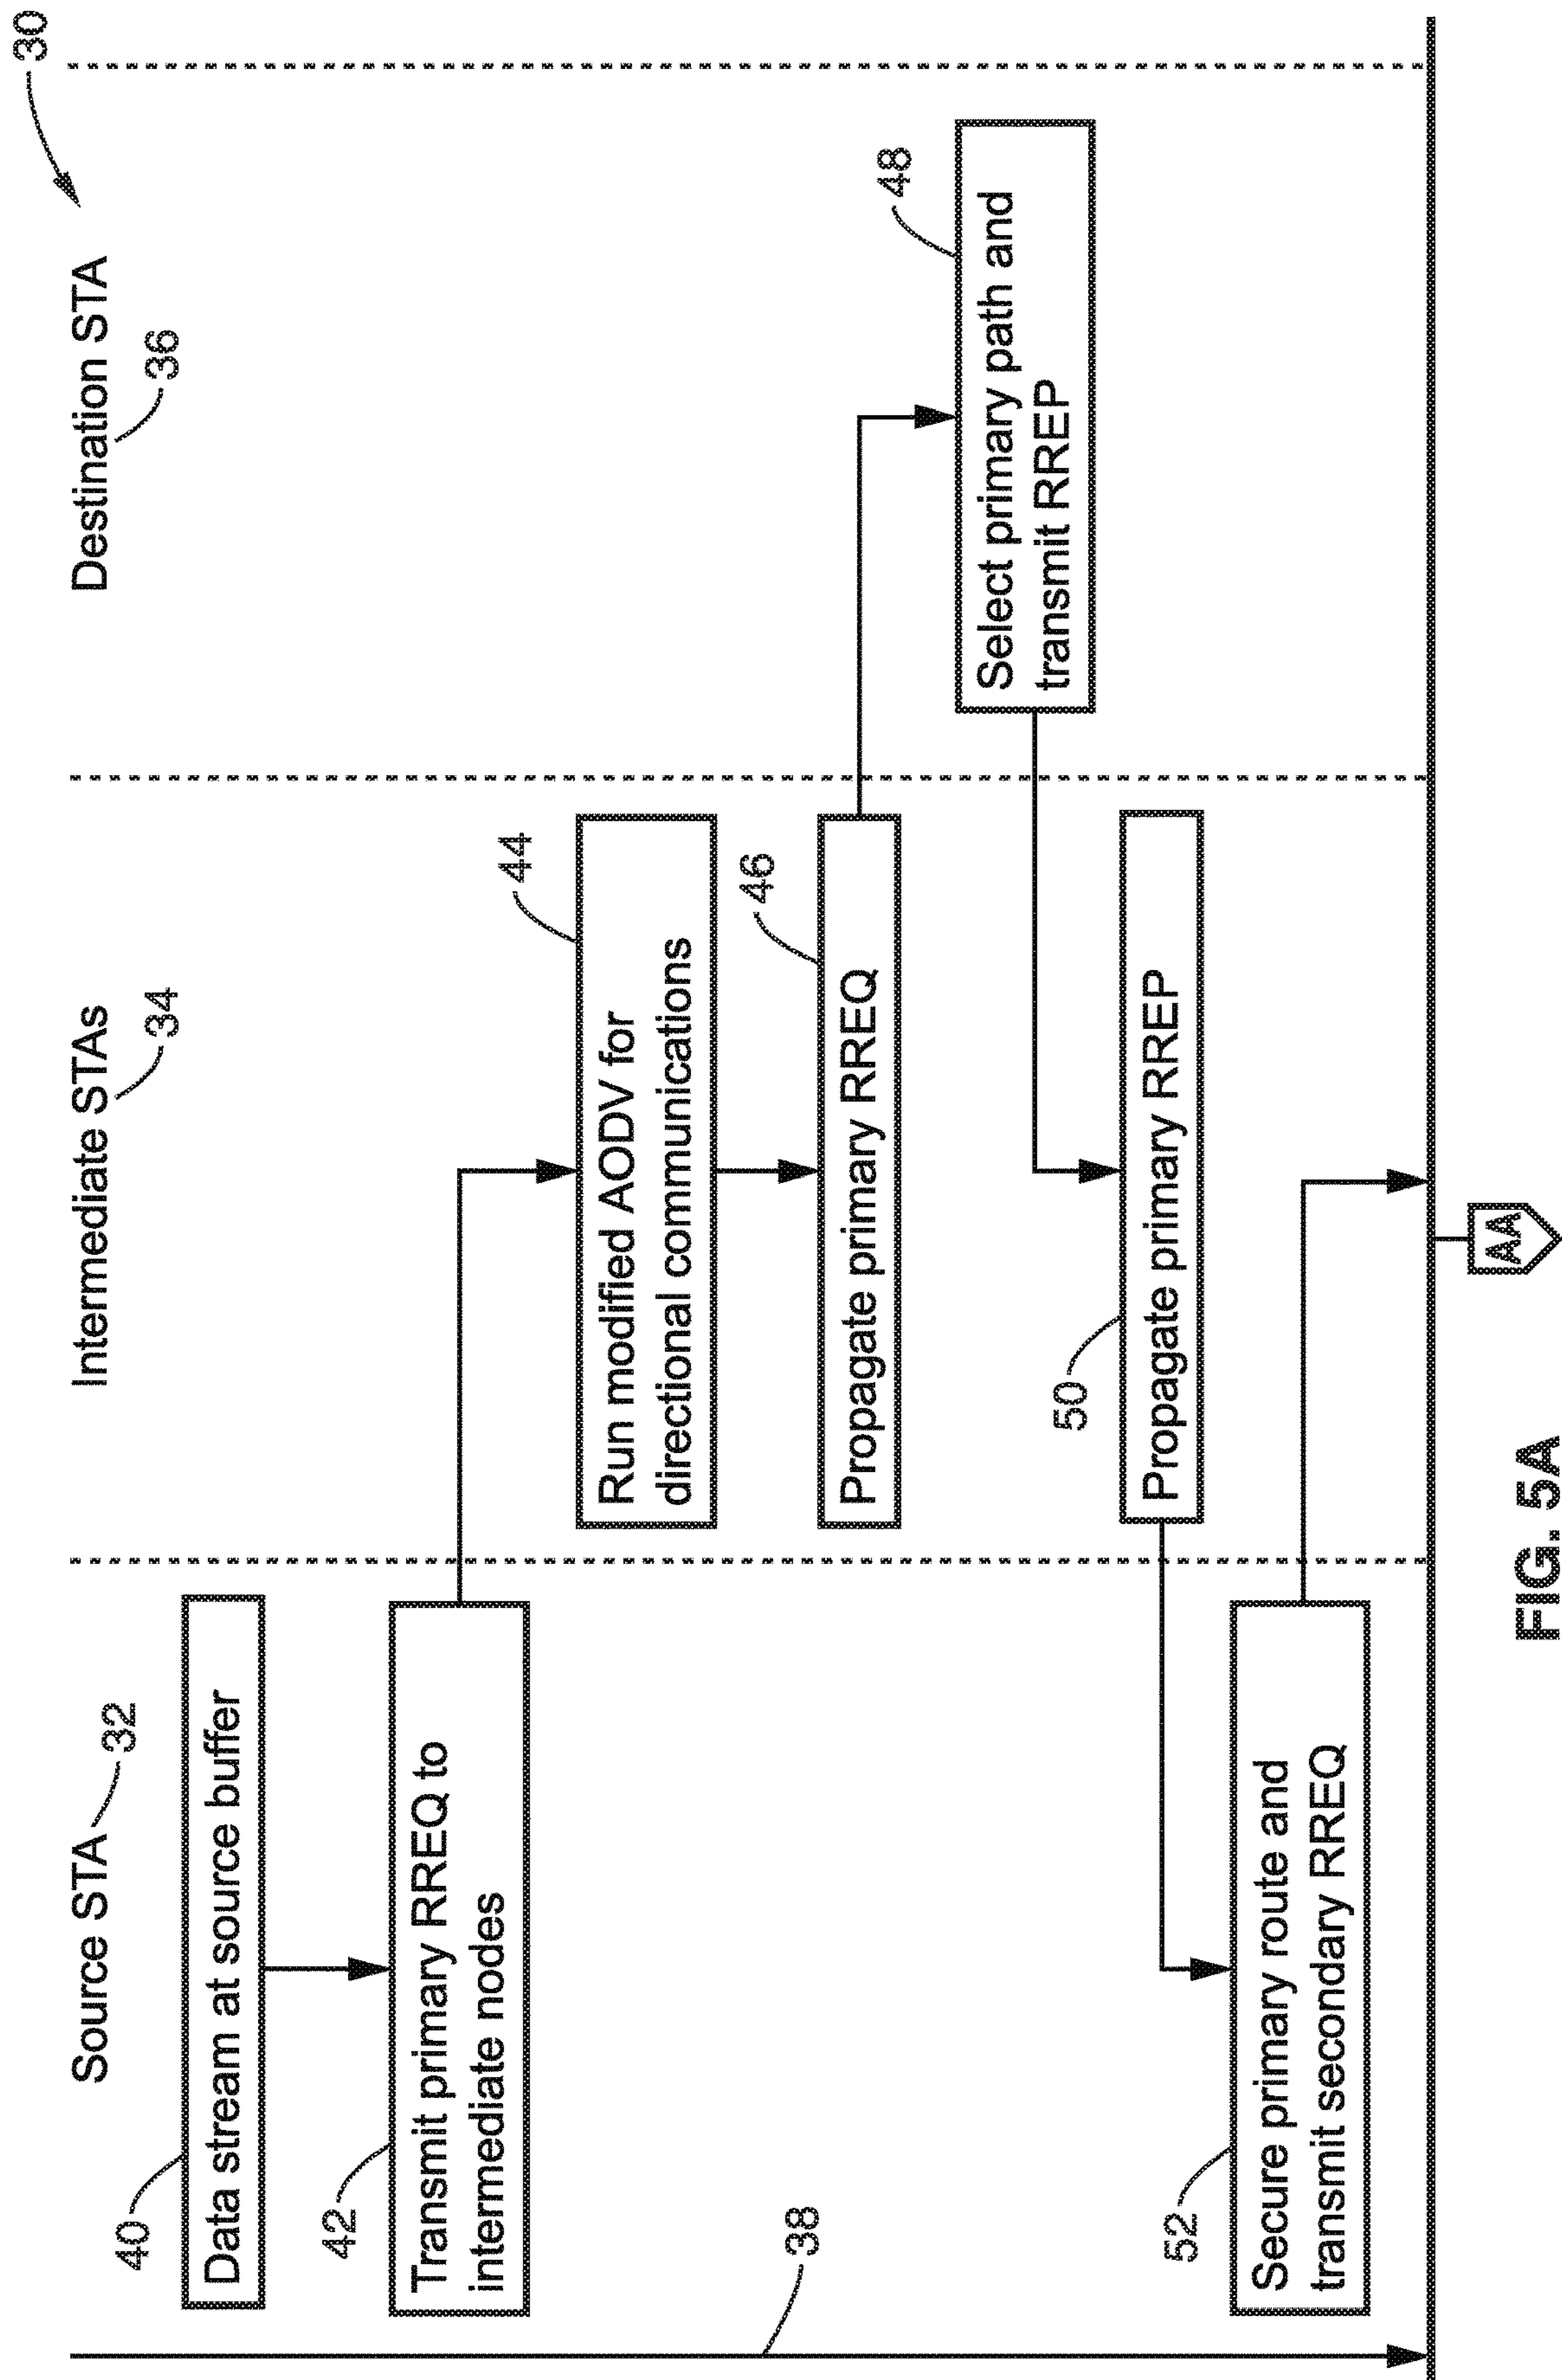 30
Source STA
32
Intermediate STAs
34
Destination STA
36
40
Data stream at source buffer
42
Transmit primary RREQ to
intermediate nodes
44
Run modified AODV for
directional communications
46
Propagate primary RREQ
48
Select primary path and
transmit RREP
50
Propagate primary RREP
38
52
Secure primary route and
transmit secondary RREQ
AA
FIG. 5A